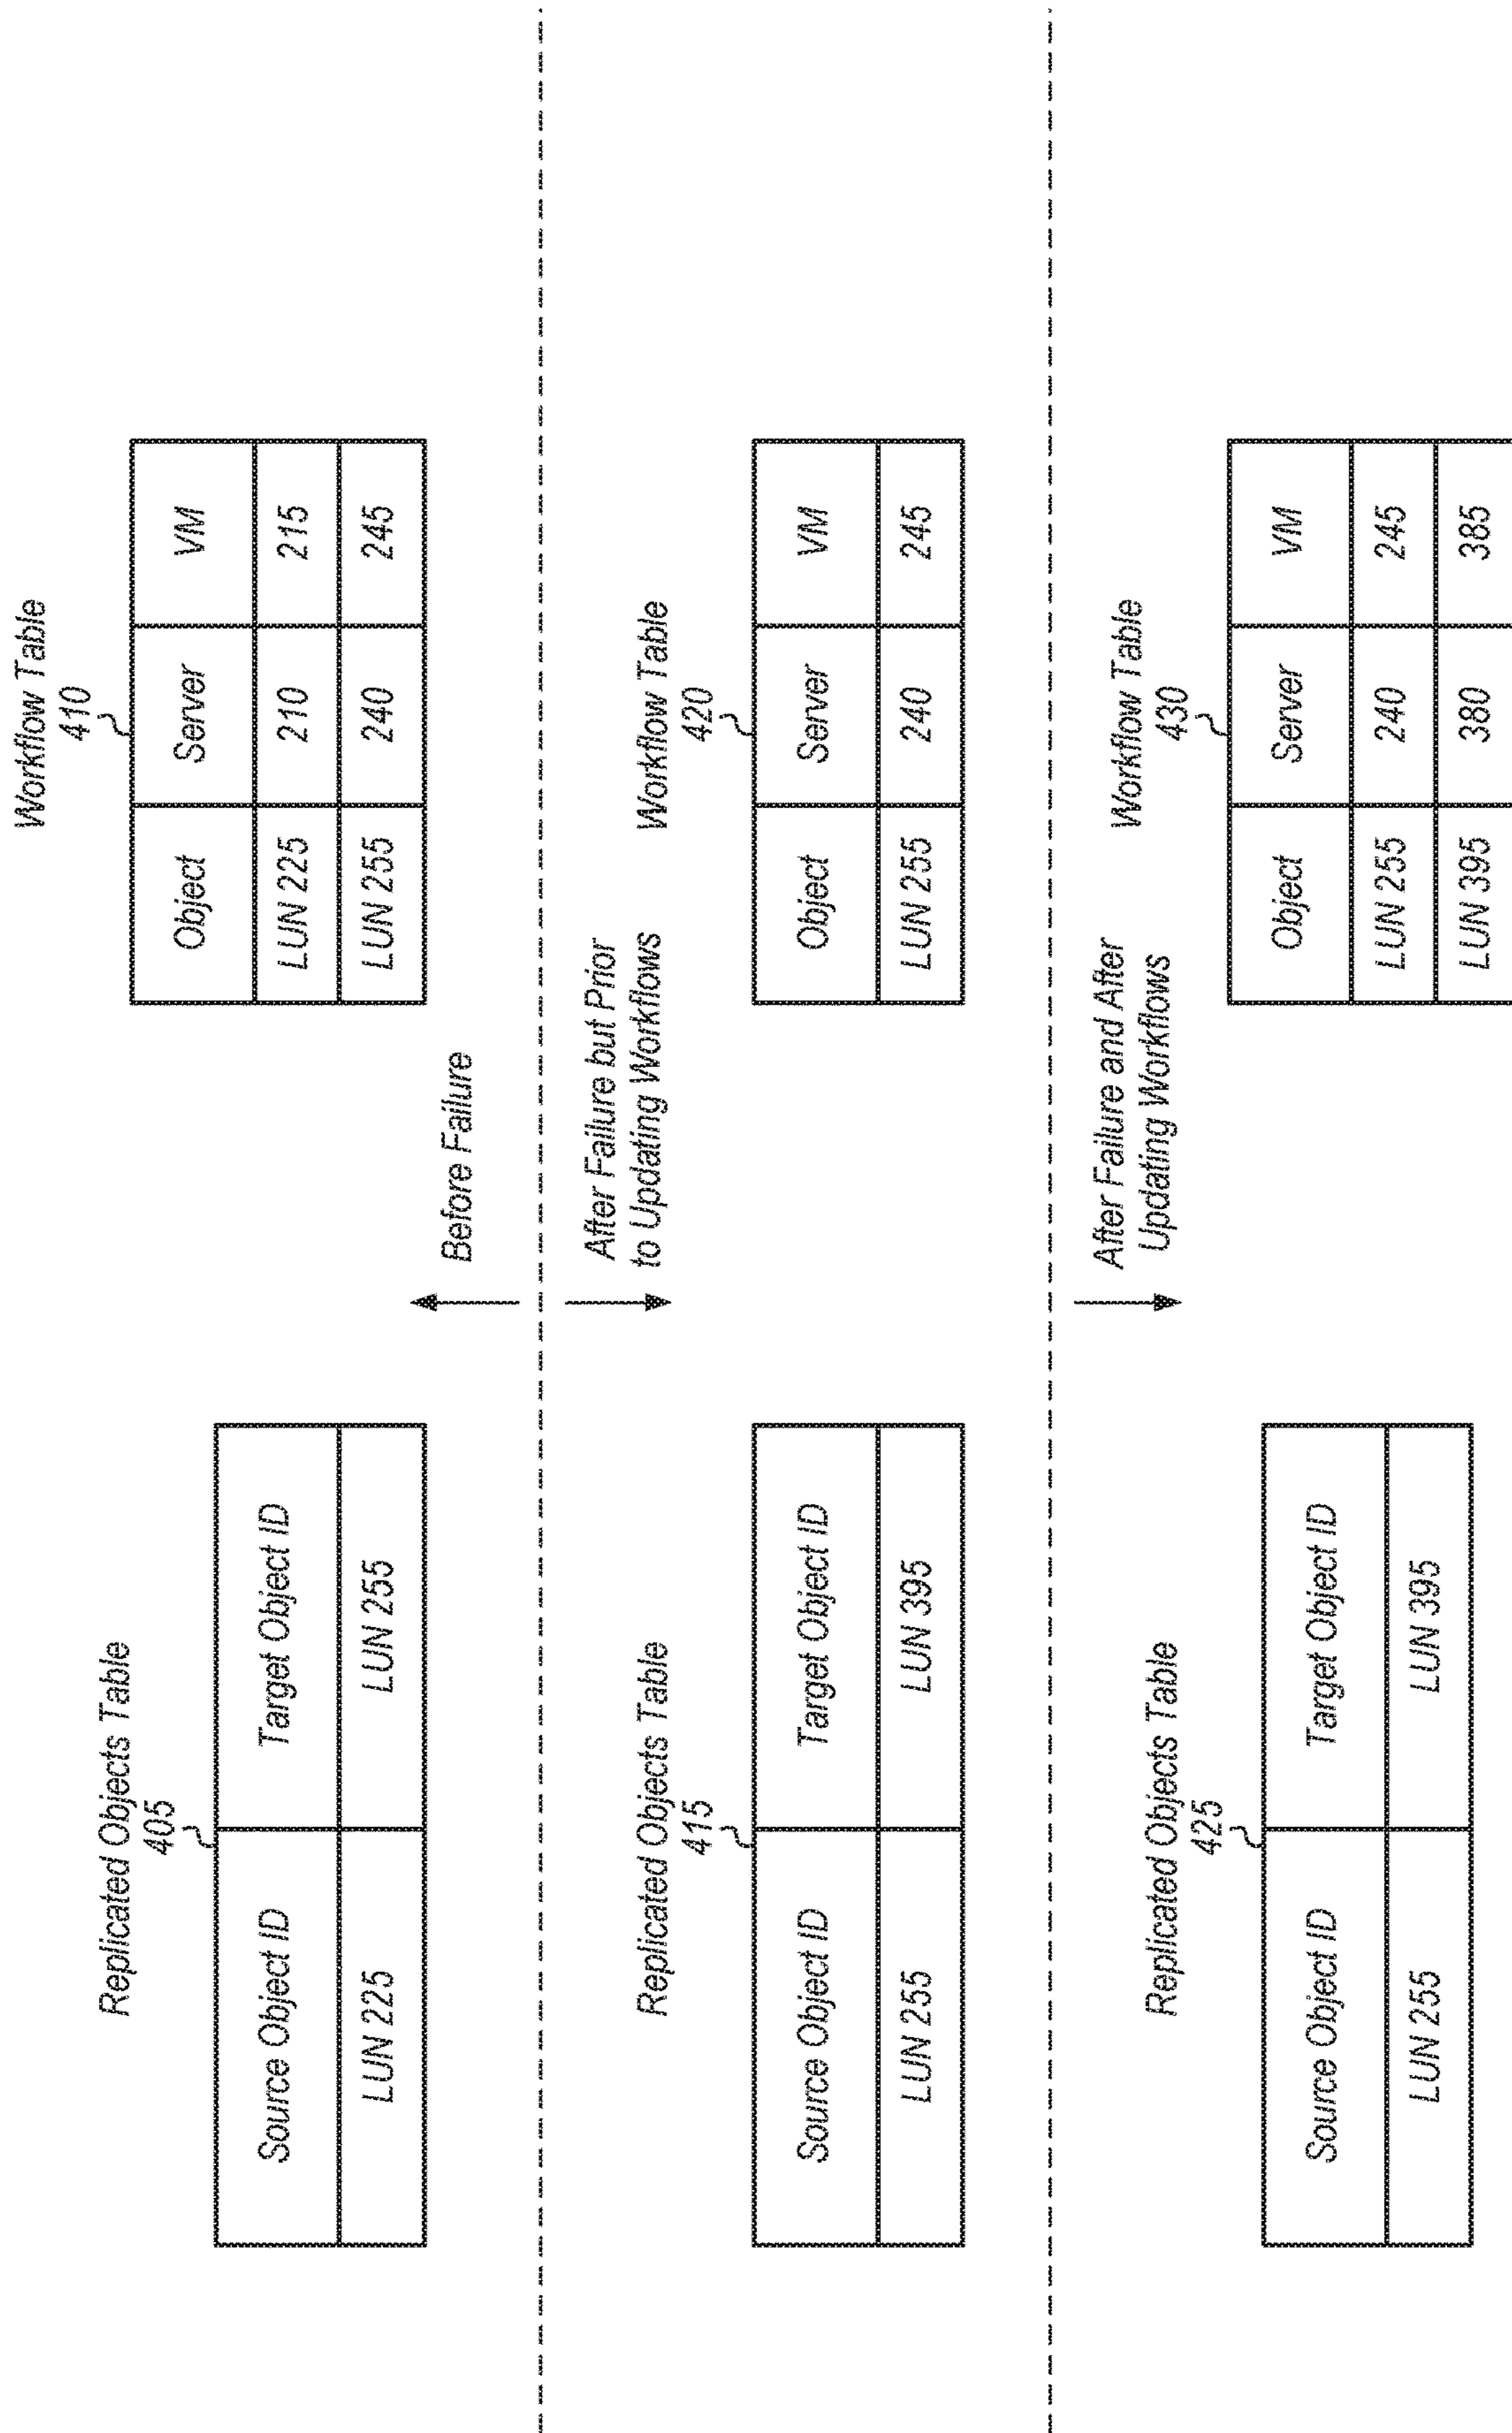 Replicated Objects Table
405
Source Object ID Target Object ID
LUN 225 LUN 255
Workflow Table
410
Object Server VM
LUN 225 210 215
LUN 255 240 245
Before Failure
After Failure but Prior
to Updating Workflows
Replicated Objects Table
415
Source Object ID Target Object ID
LUN 255 LUN 395
Workflow Table
420
Object Server VM
LUN 255 240 245
After Failure and After
Updating Workflows
Replicated Objects Table
425
Source Object ID Target Object ID
LUN 255 LUN 395
Workflow Table
430
Object Server VM
LUN 255 240 245
LUN 395 380 385